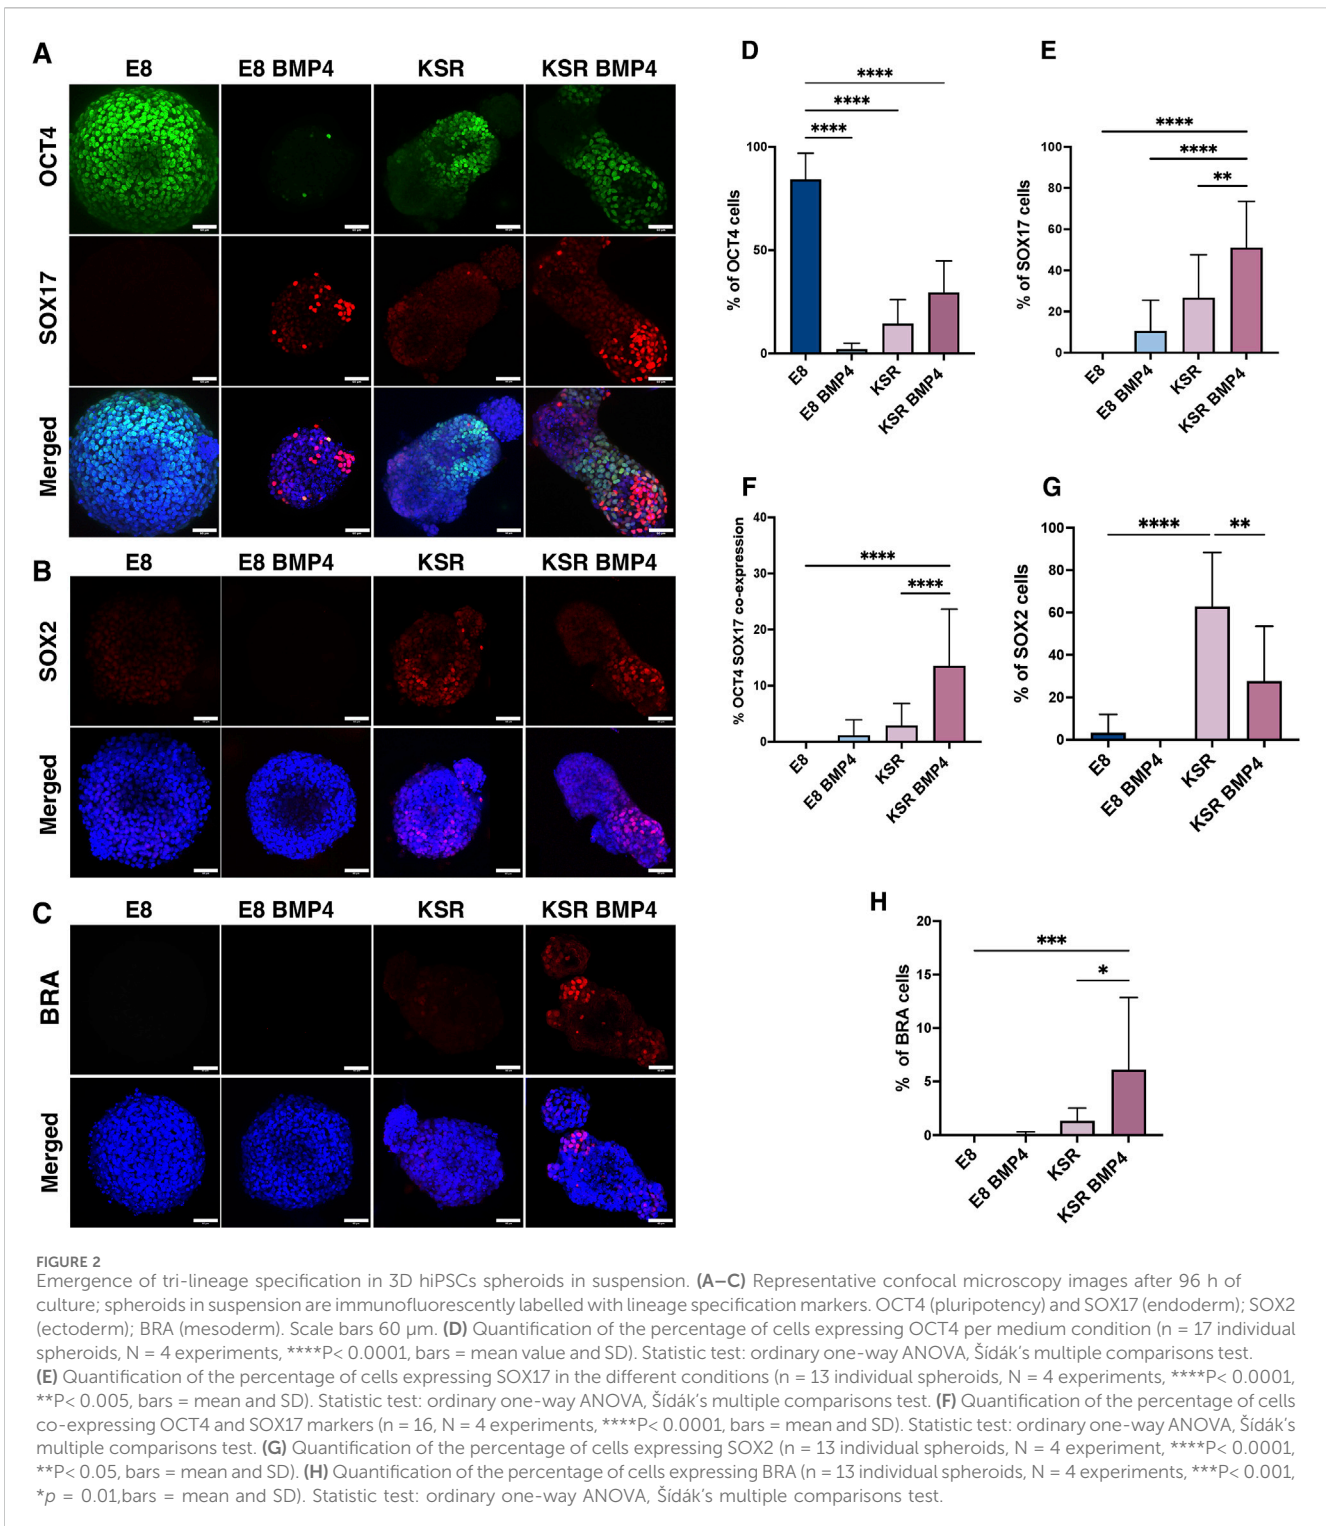 A
E8 E8 BMP4 KSR KSR BMP4
OCT4
SOX17
Merged
B
E8 E8 BMP4 KSR KSR BMP4
SOX2
Merged
C
E8 E8 BMP4 KSR KSR BMP4
BRA
Merged
D
****
****
****
% of OCT4 cells
100
50
0
E8
E8 BMP4
KSR
KSR BMP4
E
****
****
**
% of SOX17 cells
100
80
60
40
20
0
E8
E8 BMP4
KSR
KSR BMP4
F
****
****
% OCT4 SOX17 co-expression
40
30
20
10
0
E8
E8 BMP4
KSR
KSR BMP4
G
****
**
% of SOX2 cells
100
80
60
40
20
0
E8
E8 BMP4
KSR
KSR BMP4
H
***
*
% of BRA cells
20
15
10
5
0
E8
E8 BMP4
KSR
KSR BMP4
FIGURE 2
Emergence of tri-lineage specification in 3D hiPSCs spheroids in suspension. (A–C) Representative confocal microscopy images after 96 h of
culture; spheroids in suspension are immunofluorescently labelled with lineage specification markers. OCT4 (pluripotency) and SOX17 (endoderm); SOX2
(ectoderm); BRA (mesoderm). Scale bars 60 µm. (D) Quantification of the percentage of cells expressing OCT4 per medium condition (n = 17 individual
spheroids, N = 4 experiments, ****P< 0.0001, bars = mean value and SD). Statistic test: ordinary one-way ANOVA, Šídák's multiple comparisons test.
(E) Quantification of the percentage of cells expressing SOX17 in the different conditions (n = 13 individual spheroids, N = 4 experiments, ****P< 0.0001,
**P< 0.005, bars = mean and SD). Statistic test: ordinary one-way ANOVA, Šídák's multiple comparisons test. (F) Quantification of the percentage of cells
co-expressing OCT4 and SOX17 markers (n = 16, N = 4 experiments, ****P< 0.0001, bars = mean and SD). Statistic test: ordinary one-way ANOVA, Šídák's
multiple comparisons test. (G) Quantification of the percentage of cells expressing SOX2 (n = 13 individual spheroids, N = 4 experiment, ****P< 0.0001,
**P< 0.05, bars = mean and SD). (H) Quantification of the percentage of cells expressing BRA (n = 13 individual spheroids, N = 4 experiments, ***P< 0.001,
*p = 0.01,bars = mean and SD). Statistic test: ordinary one-way ANOVA, Šídák's multiple comparisons test.